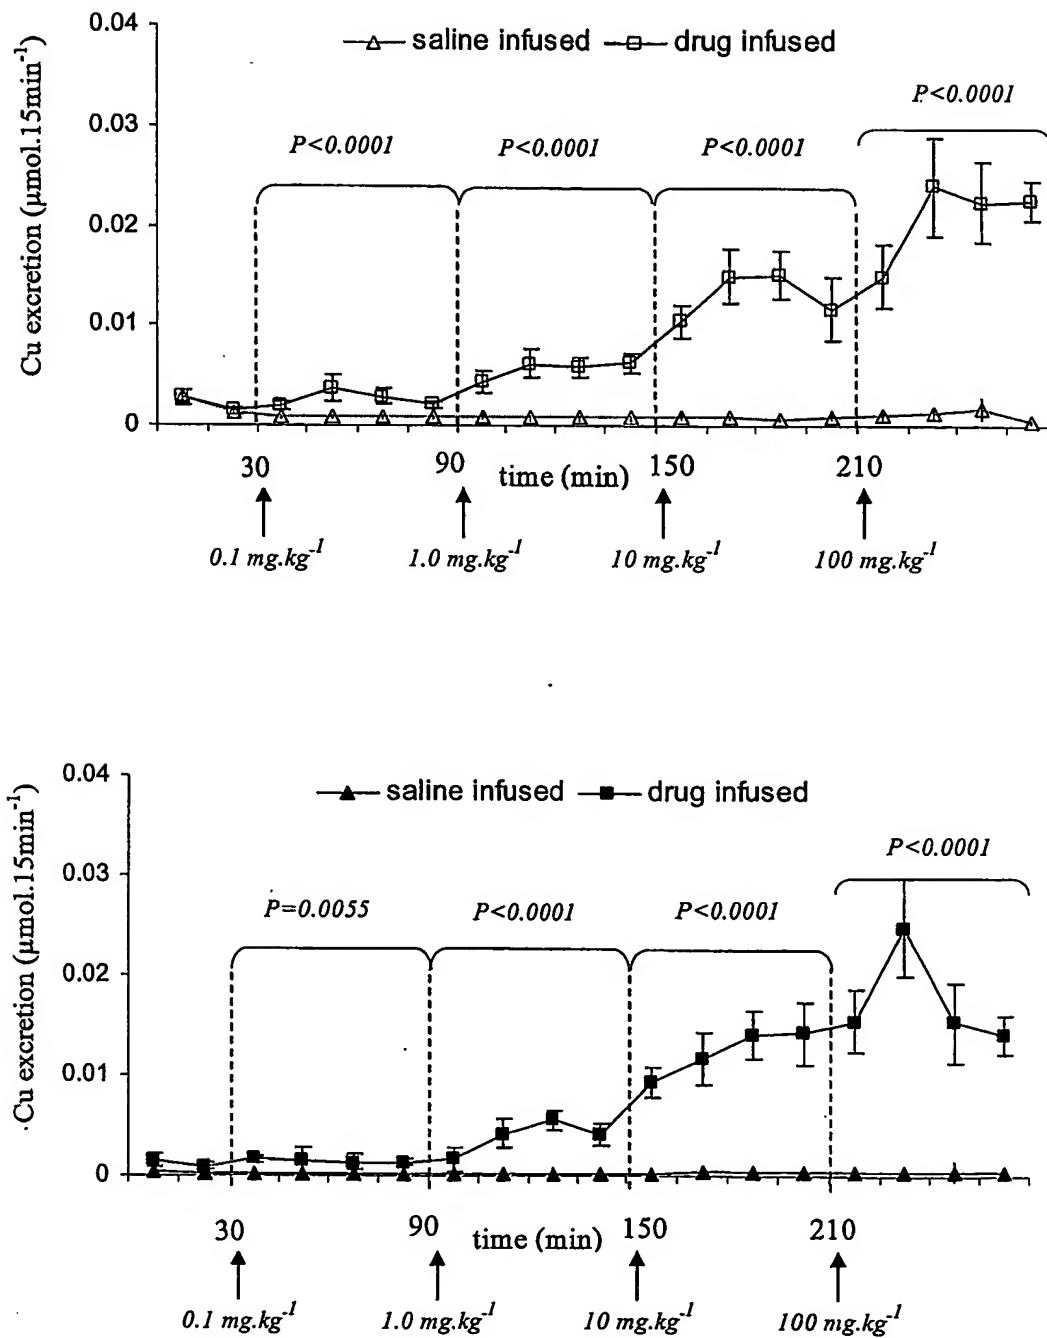 0.04
saline infused drug infused
P<0.0001
0.03
P<0.0001 P<0.0001 P<0.0001
0.02
0.01
0
Cu excretion (µmol.15min⁻¹)
30 90 time (min) 150 210
0.1 mg.kg⁻¹ 1.0 mg.kg⁻¹ 10 mg.kg⁻¹ 100 mg.kg⁻¹
0.04
saline infused drug infused
P<0.0001
0.03
P=0.0055 P<0.0001 P<0.0001
0.02
0.01
0
Cu excretion (µmol.15min⁻¹)
30 90 time (min) 150 210
0.1 mg.kg⁻¹ 1.0 mg.kg⁻¹ 10 mg.kg⁻¹ 100 mg.kg⁻¹